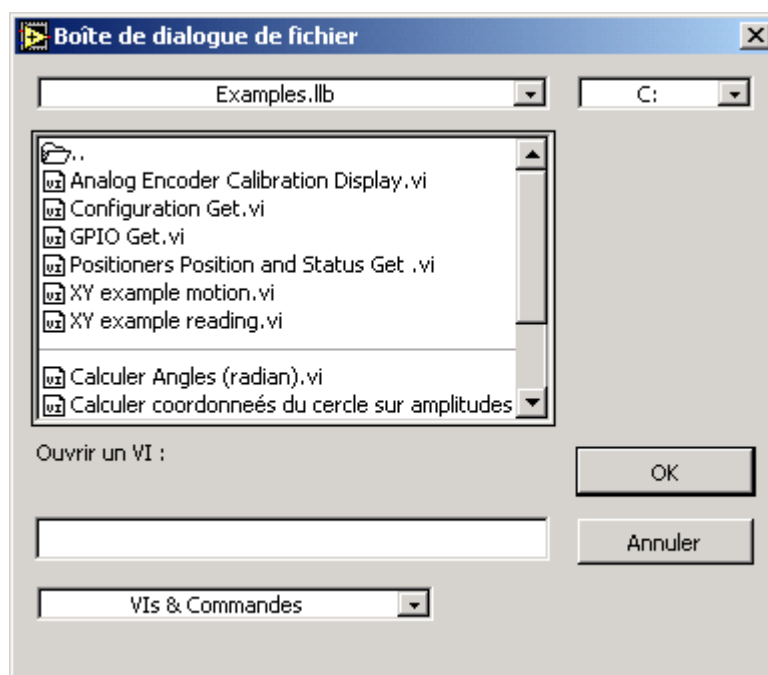 Boîte de dialogue de fichier
Examples.llb
C:
..
Analog Encoder Calibration Display.vi
Configuration Get.vi
GPIO Get.vi
Positioners Position and Status Get .vi
XY example motion.vi
XY example reading.vi
Calculer Angles (radian).vi
Calculer coordonneés du cercle sur amplitudes
Ouvrir un VI :
OK
Annuler
VIs & Commandes